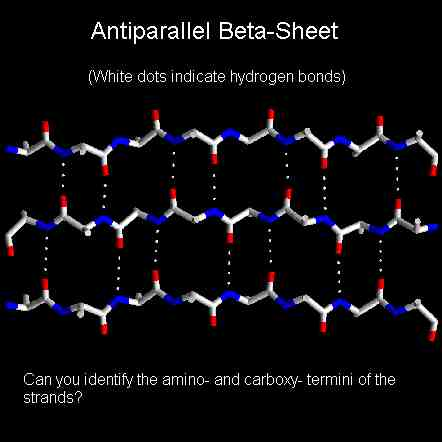 Antiparallel Beta-Sheet
(White dots indicate hydrogen bonds)
Can you identify the amino- and carboxy- termini of the
strands?